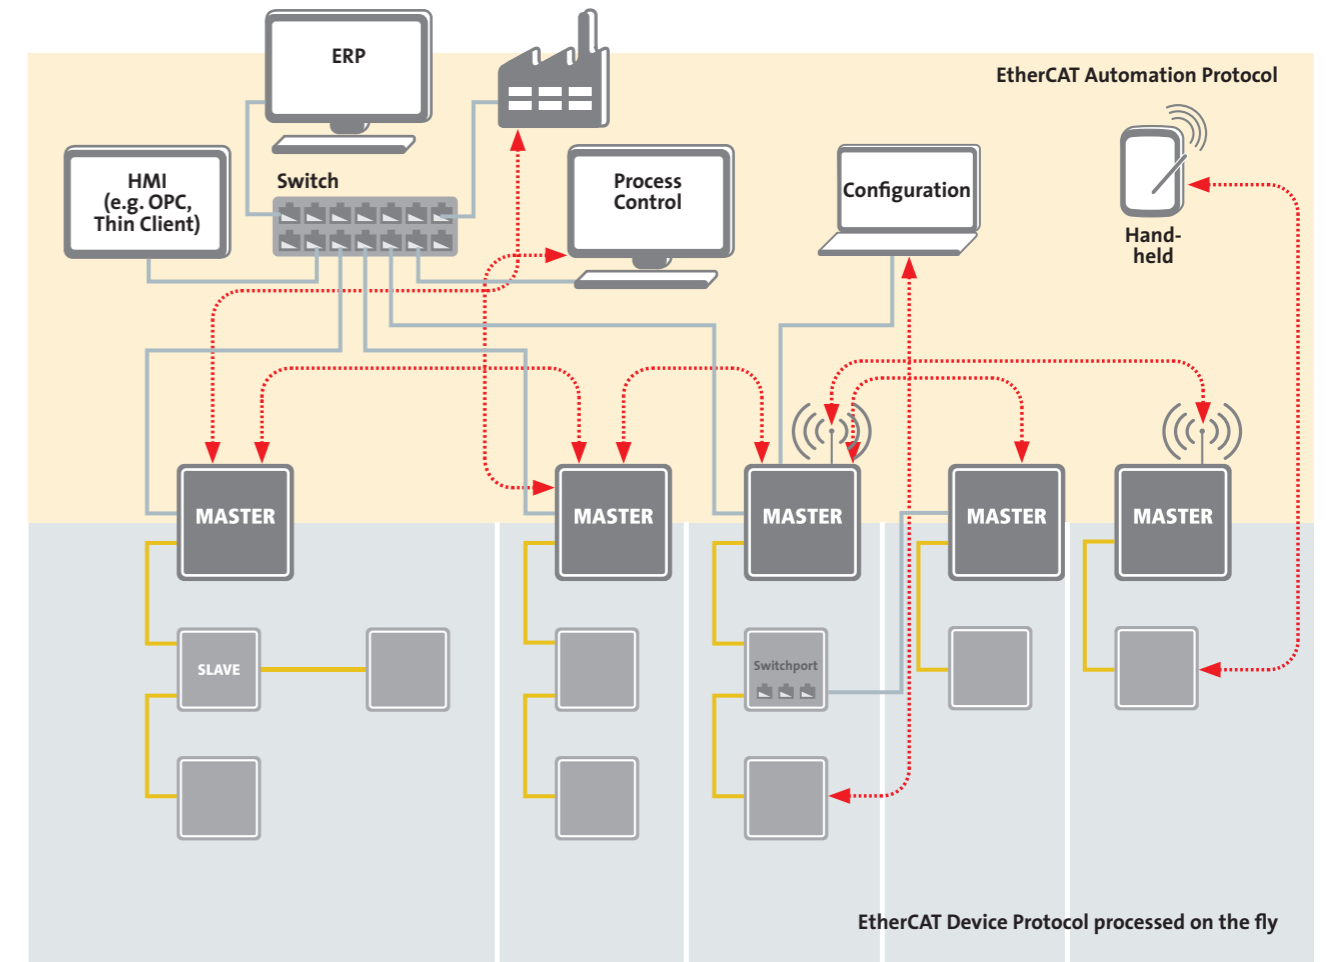 ERP
EtherCAT Automation Protocol
HMI
(e.g. OPC,
Thin Client)
Switch
Process
Control
Configuration
Hand-
held
MASTER
MASTER
MASTER
MASTER
MASTER
SLAVE
Switchport
EtherCAT Device Protocol processed on the fly